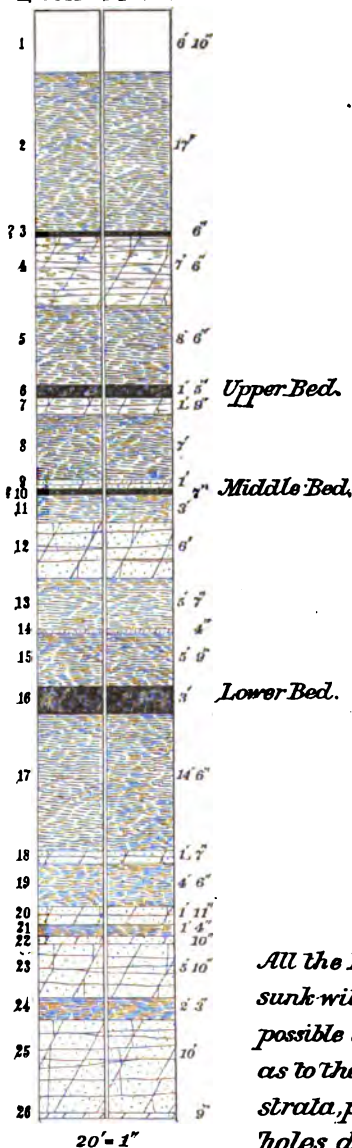 1 6' 10"
2 17'
? 3 6"
4 7' 6"
5 8' 6"
6 1' 5" Upper Bed.
7 1' 9"
8 7'
9 1'
? 10 7" Middle Bed.
11 3'
12 6'
13 5' 7"
14 4"
15 5' 9"
16 3' Lower Bed.
17 14' 6"
18 1' 7"
19 4' 6"
20 1' 11"
21 1' 4"
22 10"
23 5' 10"
24 2' 3"
25 10'
26 9"
20' = 1"
All the
sunk wit
possible
as to the
strata, p
holes d